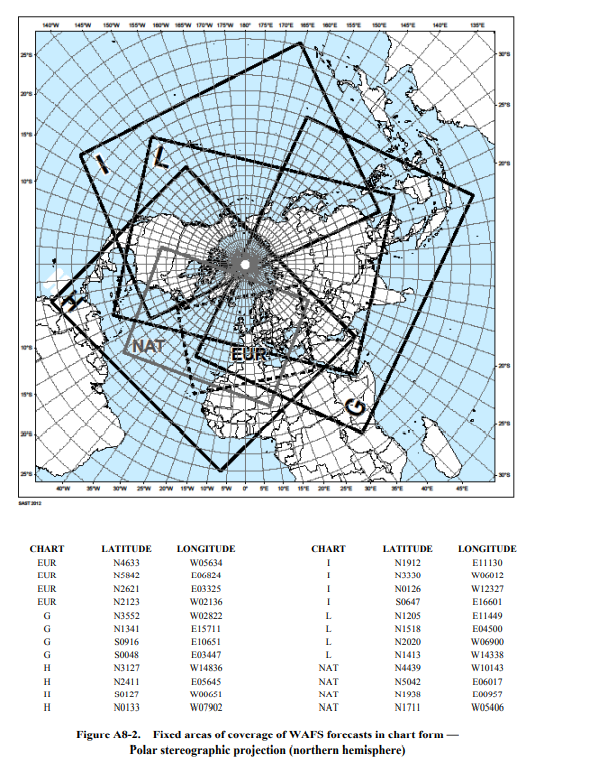 140°W 145°W 150°W 155°W 160°W 165°W 170°W 175°W 180° 175°E 170°E 165°E 160°E 155°E 150°E 145°E 140°E 135°E
25°S 30°S
20°S 25°S
15°S
20°S
I L
10°S
H
NAT EUR
10°S
20°S
15°S G
25°S
20°S
25°S 30°S
40°W 35°W 30°W 25°W 20°W 15°W 10°W 5°W 0° 5°E 10°E 15°E 20°E 25°E 30°E 35°E 40°E 45°E
SAST 2012
CHART LATITUDE LONGITUDE CHART LATITUDE LONGITUDE
EUR N4633 W05634 I N1912 E11130
EUR N5842 E06824 I N3330 W06012
EUR N2621 E03325 I N0126 W12327
EUR N2123 W02136 I S0647 E16601
G N3552 W02822 L N1205 E11449
G N1341 E15711 L N1518 E04500
G S0916 E10651 L N2020 W06900
G S0048 E03447 L N1413 W14338
H N3127 W14836 NAT N4439 W10143
H N2411 E05645 NAT N5042 E06017
H S0127 W00651 NAT N1938 E00957
H N0133 W07902 NAT N1711 W05406
Figure A8-2. Fixed areas of coverage of WAFS forecasts in chart form —
Polar stereographic projection (northern hemisphere)